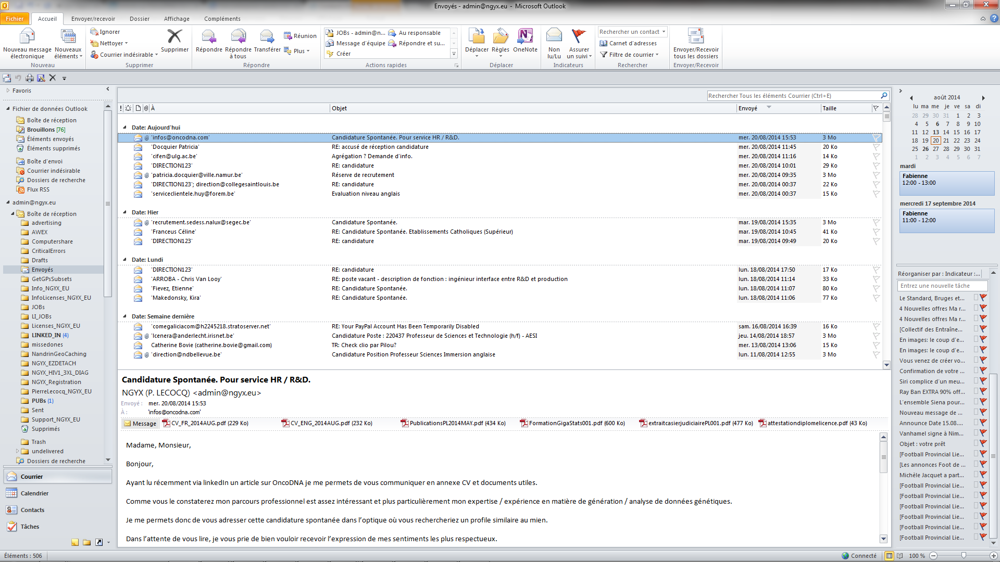 Envoyés - admin@ngyx.eu - Microsoft Outlook
Fichier Accueil Envoyer/recevoir Dossier Affichage Compléments
Nouveau message électronique
Nouveaux éléments
Nouveau
Ignorer
Nettoyer
Courrier indésirable
Supprimer
Supprimer
Répondre
Répondre à tous
Transférer
Réunion
Plus
Répondre
JOBs - admin@n...
Message d'équipe
Créer
Au responsable
Répondre et su...
Actions rapides
Déplacer
Règles
OneNote
Déplacer
Non lu/Lu
Assurer un suivi
Indicateurs
Rechercher un contact
Carnet d'adresses
Filtre de courrier
Rechercher
Envoyer/Recevoir tous les dossiers
Envoyer/Recevoir
Favoris
Fichier de données Outlook
Boîte de réception
Brouillons [76]
Éléments envoyés
Éléments supprimés
Boîte d'envoi
Courrier indésirable
Dossiers de recherche
Flux RSS
admin@ngyx.eu
Boîte de réception
advertising
AWEX
Computershare
CriticalErrors
Drafts
Envoyés
GetGPsSubsets
Info_NGYX_EU
InfoLicenses_NGYX_EU
JOBs
LI_JOBs
Licenses_NGYX_EU
LINKED_IN (4)
missedones
NandrinGeoCaching
NGYX_EZDETACH
NGYX_HIV1_3XL_DIAG
NGYX_Registration
PierreLecocq_NGYX_EU
PUBs (1)
Sent
Support_NGYX_EU
Supprimés
Trash
undelivered
Dossiers de recherche
Courrier
Calendrier
Contacts
Tâches
Rechercher Tous les éléments Courrier (Ctrl+E)
À Objet Envoyé Taille
Date: Aujourd'hui
'infos@oncodna.com' Candidature Spontanée. Pour service HR / R&D. mer. 20/08/2014 15:53 3 Mo
'Docquier Patricia' RE: accusé de réception candidature mer. 20/08/2014 11:45 20 Ko
'cifen@ulg.ac.be' Agrégation ? Demande d'info. mer. 20/08/2014 11:16 14 Ko
'DIRECTION123' RE: candidature mer. 20/08/2014 10:01 29 Ko
'patricia.docquier@ville.namur.be' Réserve de recrutement mer. 20/08/2014 09:35 3 Mo
'DIRECTION123'; direction@collegesaintlouis.be RE: candidature mer. 20/08/2014 00:37 22 Ko
'serviceclientele.huy@forem.be' Evaluation niveau anglais mer. 20/08/2014 00:37 15 Ko
Date: Hier
'recrutement.sedess.nalux@segec.be' Candidature Spontanée. mar. 19/08/2014 15:35 3 Mo
'Franceus Céline' RE: Candidature Spontanée. Etablissements Catholiques (Supérieur) mar. 19/08/2014 10:45 41 Ko
'DIRECTION123' RE: candidature mar. 19/08/2014 09:49 20 Ko
Date: Lundi
'DIRECTION123' RE: candidature lun. 18/08/2014 17:50 17 Ko
'ARROBA - Chris Van Looy' RE: poste vacant - description de fonction : ingénieur interface entre R&D et production lun. 18/08/2014 11:14 33 Ko
'Fievez, Etienne' RE: Candidature Spontanée. lun. 18/08/2014 11:07 80 Ko
'Makedonsky, Kira' RE: Candidature Spontanée. lun. 18/08/2014 11:06 77 Ko
Date: Semaine dernière
'comegaliciacom@h2245218.stratoserver.net' RE: Your PayPal Account Has Been Temporarily Disabled sam. 16/08/2014 16:39 16 Ko
'lcenera@anderlecht.irisnet.be' Candidature Poste : 220437 Professeur de Sciences et Technologie (h/f) - AESI jeu. 14/08/2014 18:57 3 Mo
Catherine Bovie (catherine.bovie@gmail.com) TR: Check clio par Pilou? mer. 13/08/2014 13:06 15 Ko
'direction@ndbellevue.be' Candidature Position Professeur Sciences Immersion anglaise lun. 11/08/2014 12:55 3 Mo
Candidature Spontanée. Pour service HR / R&D.
NGYX (P. LECOCQ) <admin@ngyx.eu>
Envoyé : mer. 20/08/2014 15:53
À : 'infos@oncodna.com'
Message CV_FR_2014AUG.pdf (229 Ko) CV_ENG_2014AUG.pdf (232 Ko) PublicationsPL2014MAY.pdf (434 Ko) FormationGigaStats001.pdf (600 Ko) extraitcasierjudiciairePL001.pdf (477 Ko) attestationdiplomelicence.pdf (43 Ko)
Madame, Monsieur,
Bonjour,
Ayant lu récemment via linkedIn un article sur OncoDNA je me permets de vous communiquer en annexe CV et documents utiles.
Comme vous le constaterez mon parcours professionnel est assez intéressant et plus particulièrement mon expertise / expérience en matière de génération / analyse de données génétiques.
Je me permets donc de vous adresser cette candidature spontanée dans l'optique où vous rechercheriez un profile similaire au mien.
Dans l'attente de vous lire, je vous prie de bien vouloir recevoir l'expression de mes sentiments les plus respectueux.
août 2014
lu ma me je ve sa di
28 29 30 31 1 2 3
4 5 6 7 8 9 10
11 12 13 14 15 16 17
18 19 20 21 22 23 24
25 26 27 28 29 30 31
1 2 3 4 5 6 7
mardi
Fabienne
12:00 - 13:00
mercredi 17 septembre 2014
Fabienne
11:00 - 12:00
Réorganiser par : Indicateur :...
Entrez une nouvelle tâche
Le Standard, Bruges et...
4 Nouvelles offres Ma r...
4 Nouvelles offres Ma r...
[Collectif des Entraîne...
En images: le coup d'e...
En images: le coup d'e...
Vous venez de créer vo...
Confirmation de votre ...
Siri complice d'un meu...
Ray Ban EXTRA 90% off...
L'ensemble Siena pour...
Nouveau message de ...
Announce Date 15.08....
Vanhamel signe à Nim...
Objet : votre prêt
[Football Provincial Lie...
[Les annonces Foot de ...
Michèle Jacquet a part...
[Football Provincial Lie...
[Football Provincial Lie...
[Football Provincial Lie...
[Football Provincial Lie...
[Football Provincial Lie...
[Football Provincial Lie...
Éléments : 506
Connecté
100 %